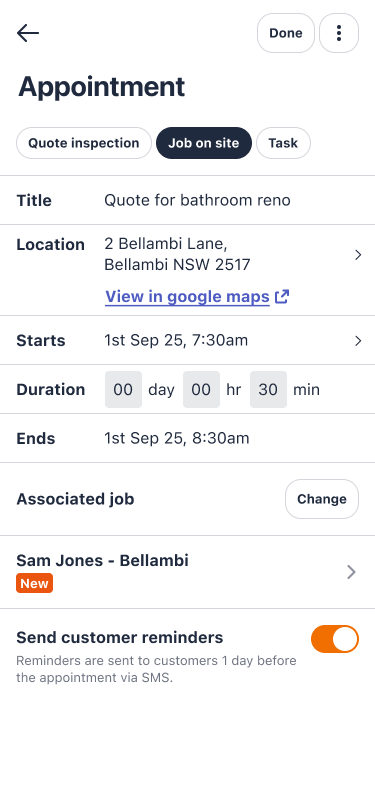 Done
Appointment
Quote inspection Job on site Task
Title Quote for bathroom reno
Location 2 Bellambi Lane,
Bellambi NSW 2517
View in google maps
Starts 1st Sep 25, 7:30am
Duration 00 day 00 hr 30 min
Ends 1st Sep 25, 8:30am
Associated job Change
Sam Jones - Bellambi
New
Send customer reminders
Reminders are sent to customers 1 day before
the appointment via SMS.